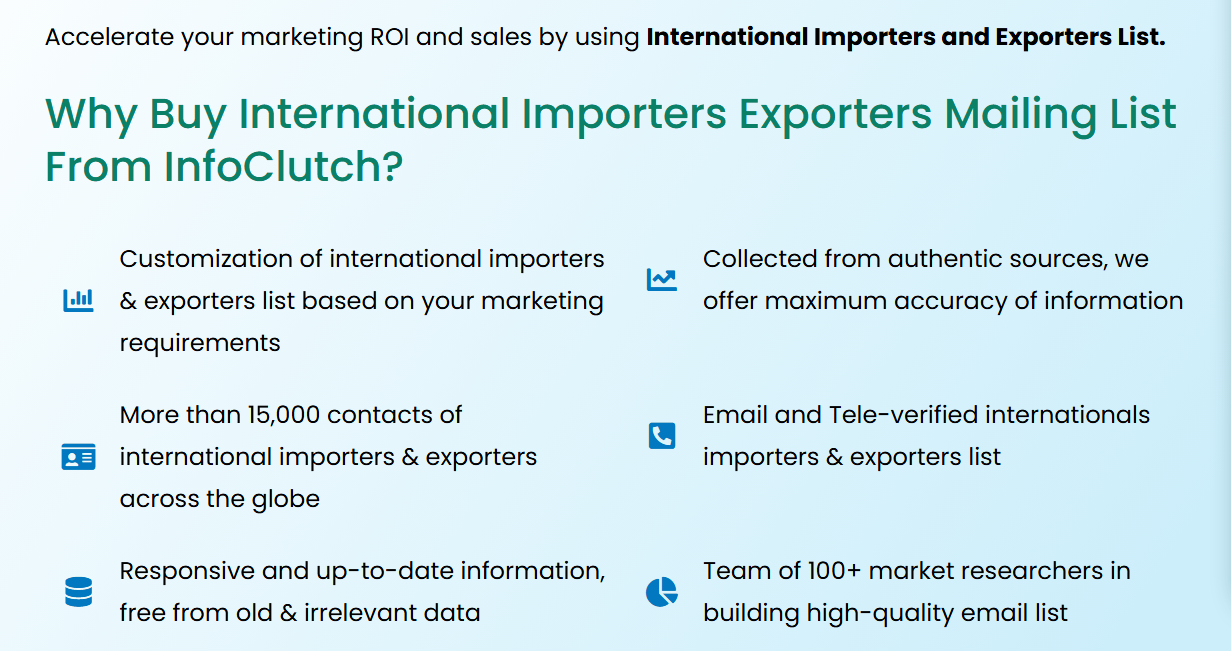 Accelerate your marketing ROI and sales by using International Importers and Exporters List.
Why Buy International Importers Exporters Mailing List
From InfoClutch?
Customization of international importers
& exporters list based on your marketing
requirements
Collected from authentic sources, we
offer maximum accuracy of information
More than 15,000 contacts of
international importers & exporters
across the globe
Email and Tele-verified internationals
importers & exporters list
Responsive and up-to-date information,
free from old & irrelevant data
Team of 100+ market researchers in
building high-quality email list